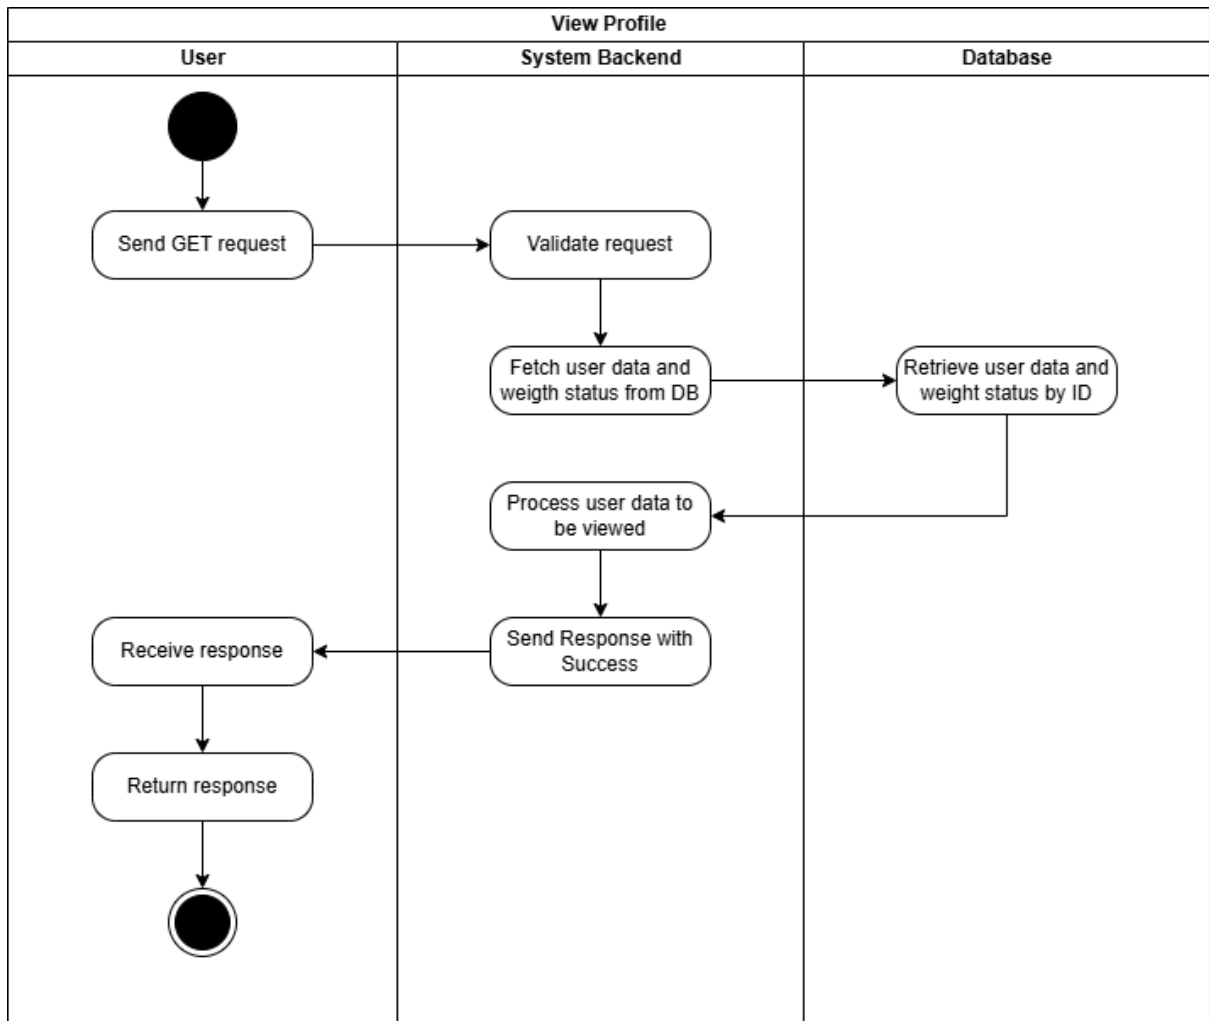 View Profile
User
System Backend
Database
Send GET request
Validate request
Fetch user data and
weigth status from DB
Retrieve user data and
weight status by ID
Process user data to
be viewed
Receive response
Send Response with
Success
Return response